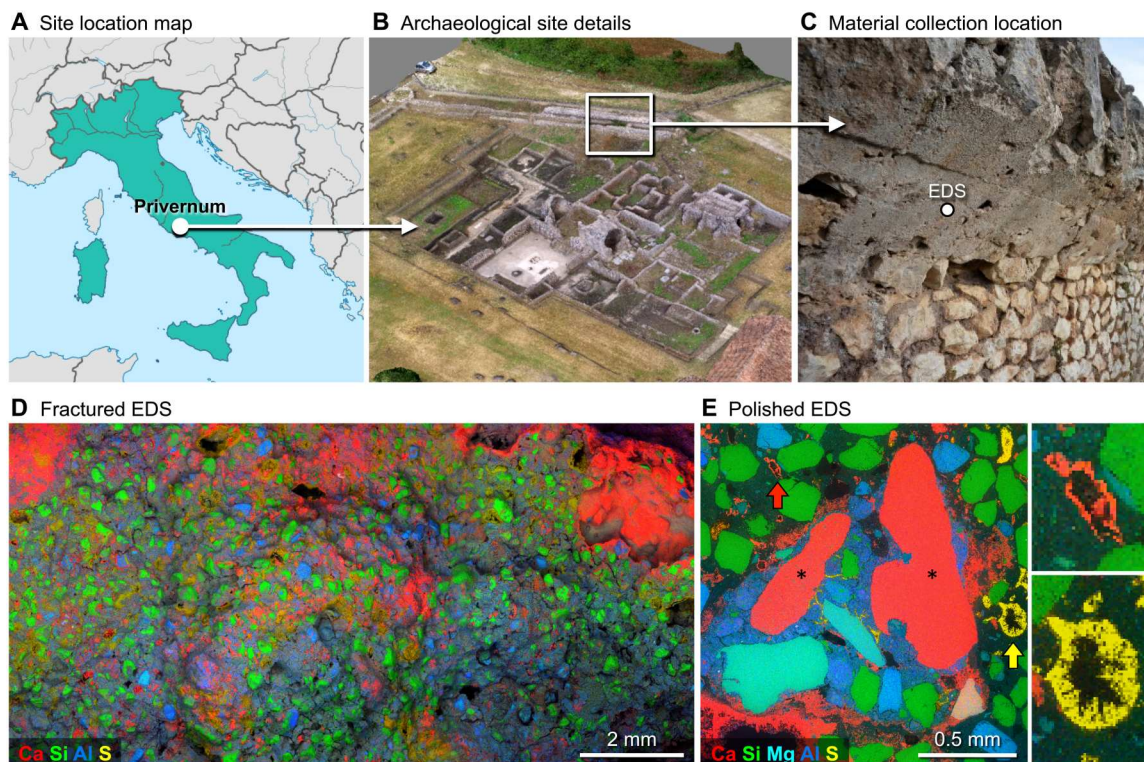 A Site location map
B Archaeological site details
C Material collection location
Privernum
EDS
D Fractured EDS
E Polished EDS
*
*
Ca Si Al S
2 mm
Ca Si Mg Al S
0.5 mm